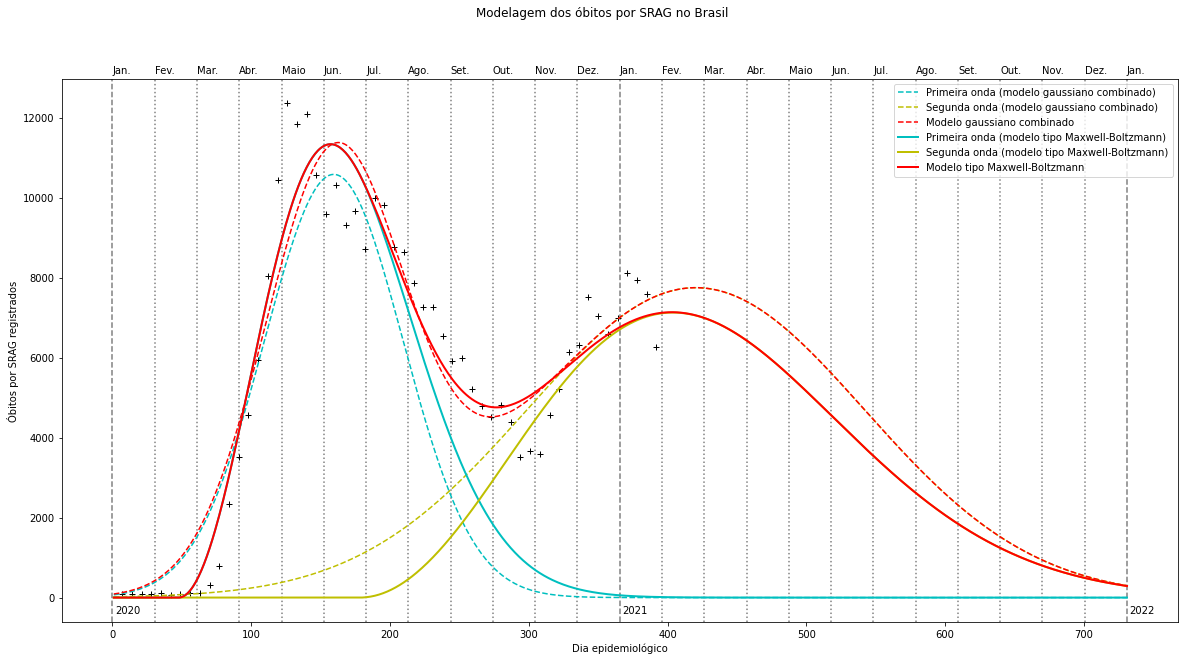 Modelagem dos óbitos por SRAG no Brasil
Jan. Fev. Mar. Abr. Maio Jun. Jul. Ago. Set. Out. Nov. Dez. Jan. Fev. Mar. Abr. Maio Jun. Jul. Ago. Set. Out. Nov. Dez. Jan.
Primeira onda (modelo gaussiano combinado)
Segunda onda (modelo gaussiano combinado)
Modelo gaussiano combinado
Primeira onda (modelo tipo Maxwell-Boltzmann)
Segunda onda (modelo tipo Maxwell-Boltzmann)
Modelo tipo Maxwell-Boltzmann
Óbitos por SRAG registrados
12000
10000
8000
6000
4000
2000
0
2020 2021 2022
0 100 200 300 400 500 600 700
Dia epidemiológico